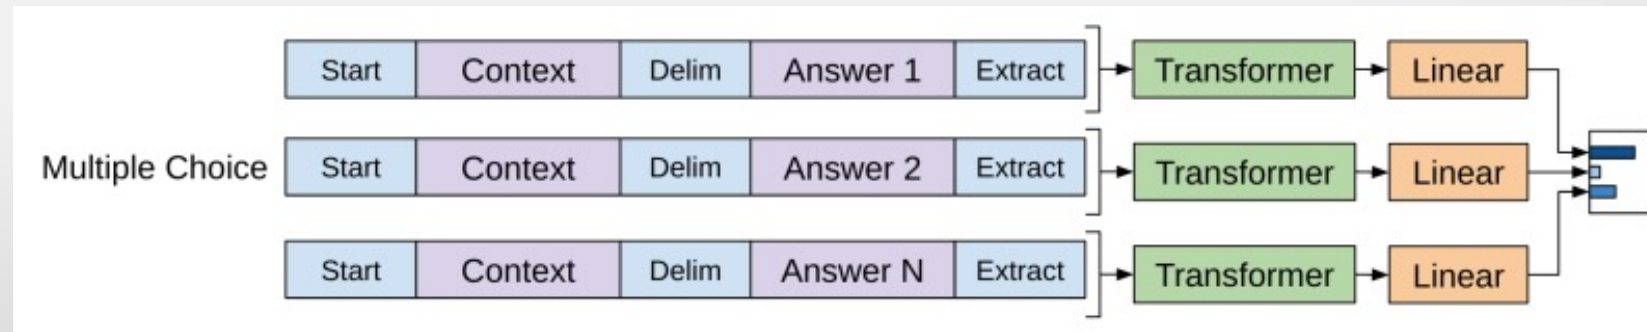 Start Context Delim Answer 1 Extract Transformer Linear
Multiple Choice Start Context Delim Answer 2 Extract Transformer Linear
Start Context Delim Answer N Extract Transformer Linear